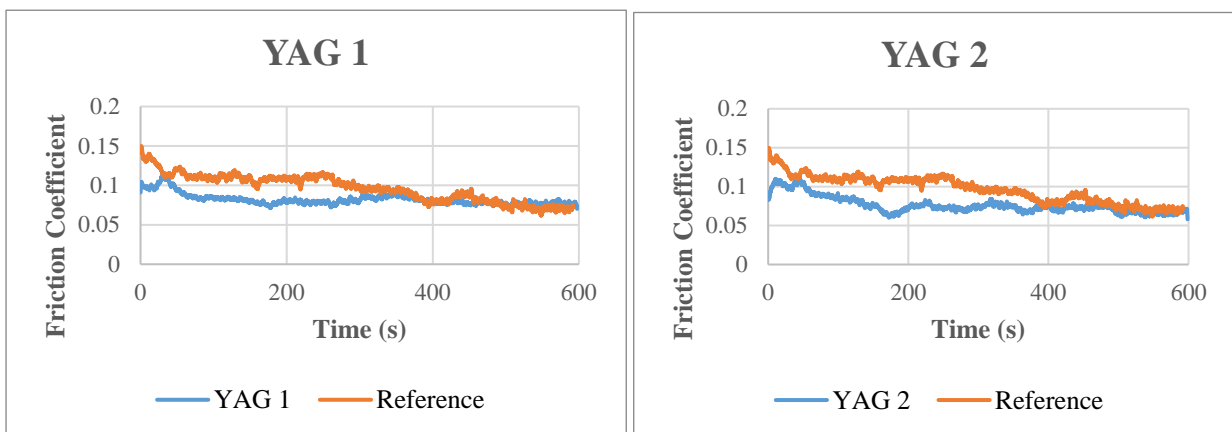 YAG 1
Friction Coefficient
0.2
0.15
0.1
0.05
0
0 200 400 600
Time (s)
YAG 1 Reference
YAG 2
Friction Coefficient
0.2
0.15
0.1
0.05
0
0 200 400 600
Time (s)
YAG 2 Reference